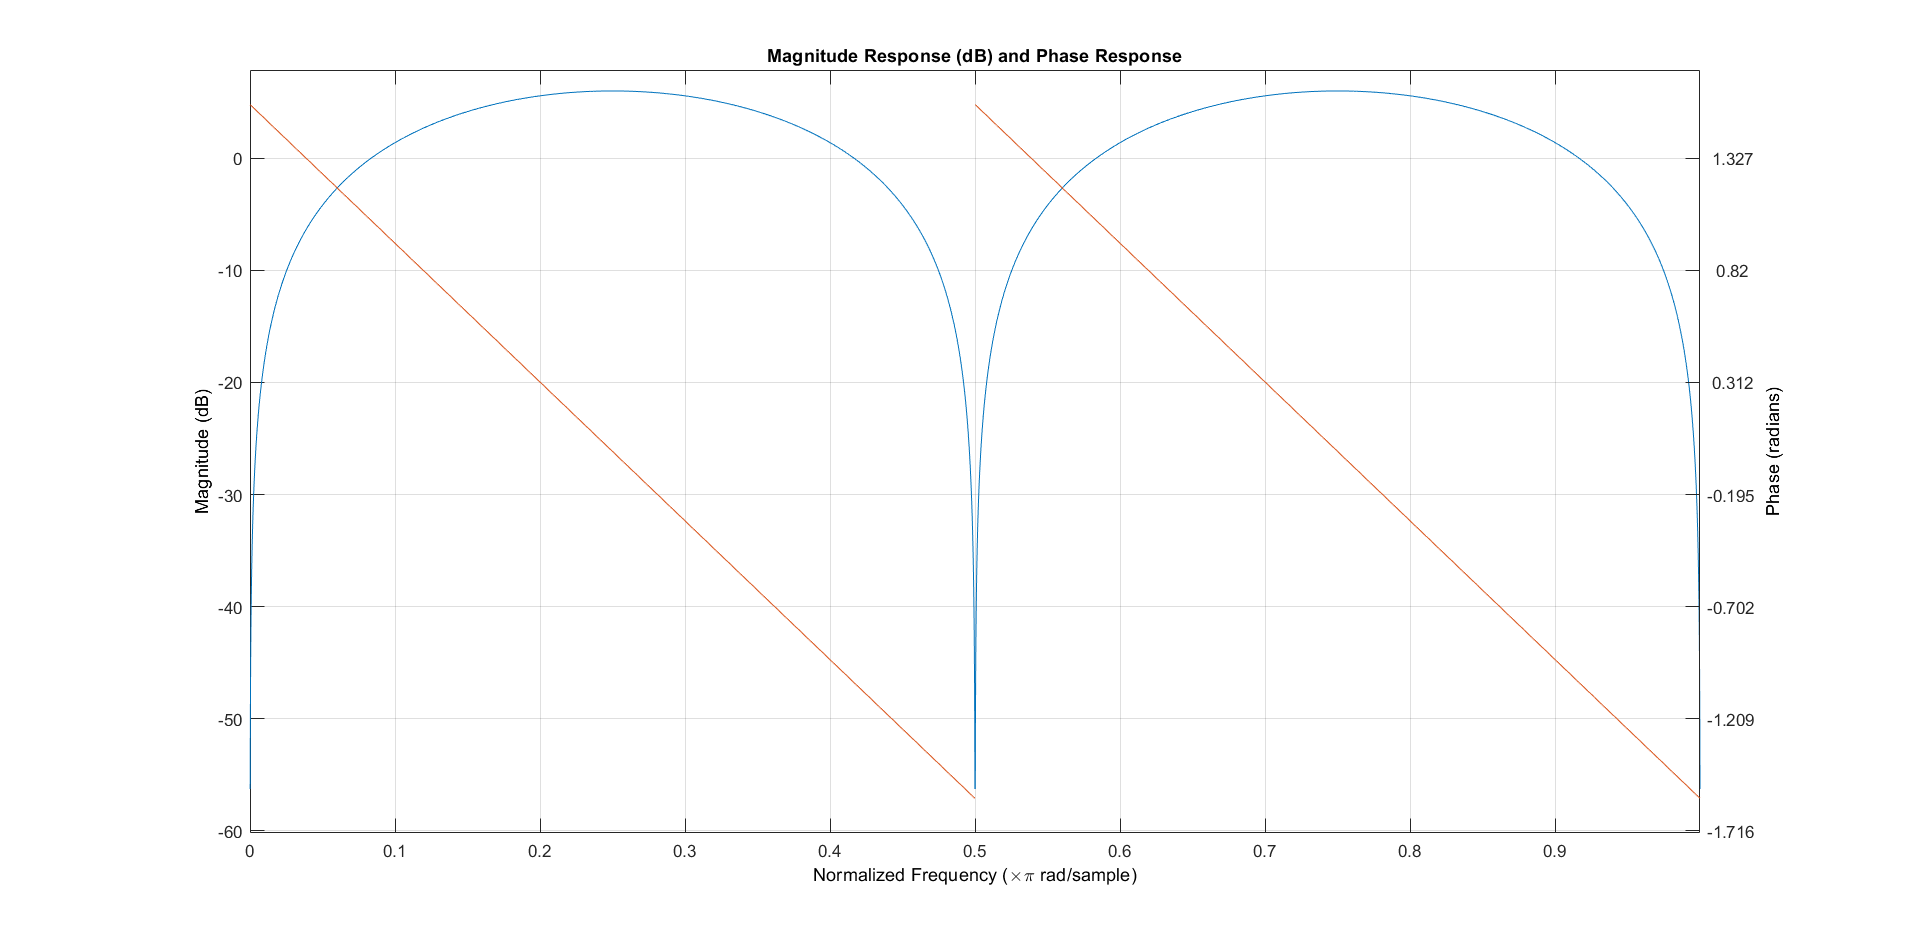 Magnitude Response (dB) and Phase Response
0
-10
-20
-30
-40
-50
-60
Magnitude (dB)
1.327
0.82
0.312
-0.195
-0.702
-1.209
-1.716
Phase (radians)
0 0.1 0.2 0.3 0.4 0.5 0.6 0.7 0.8 0.9
Normalized Frequency (×π rad/sample)